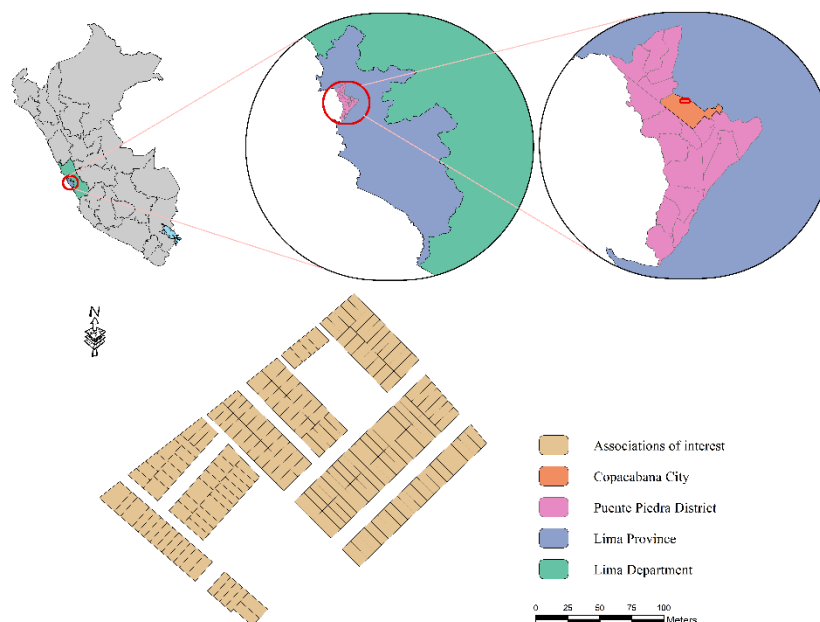 N
Associations of interest
Copacabana City
Puente Piedra District
Lima Province
Lima Department
0 25 50 75 100
Meters